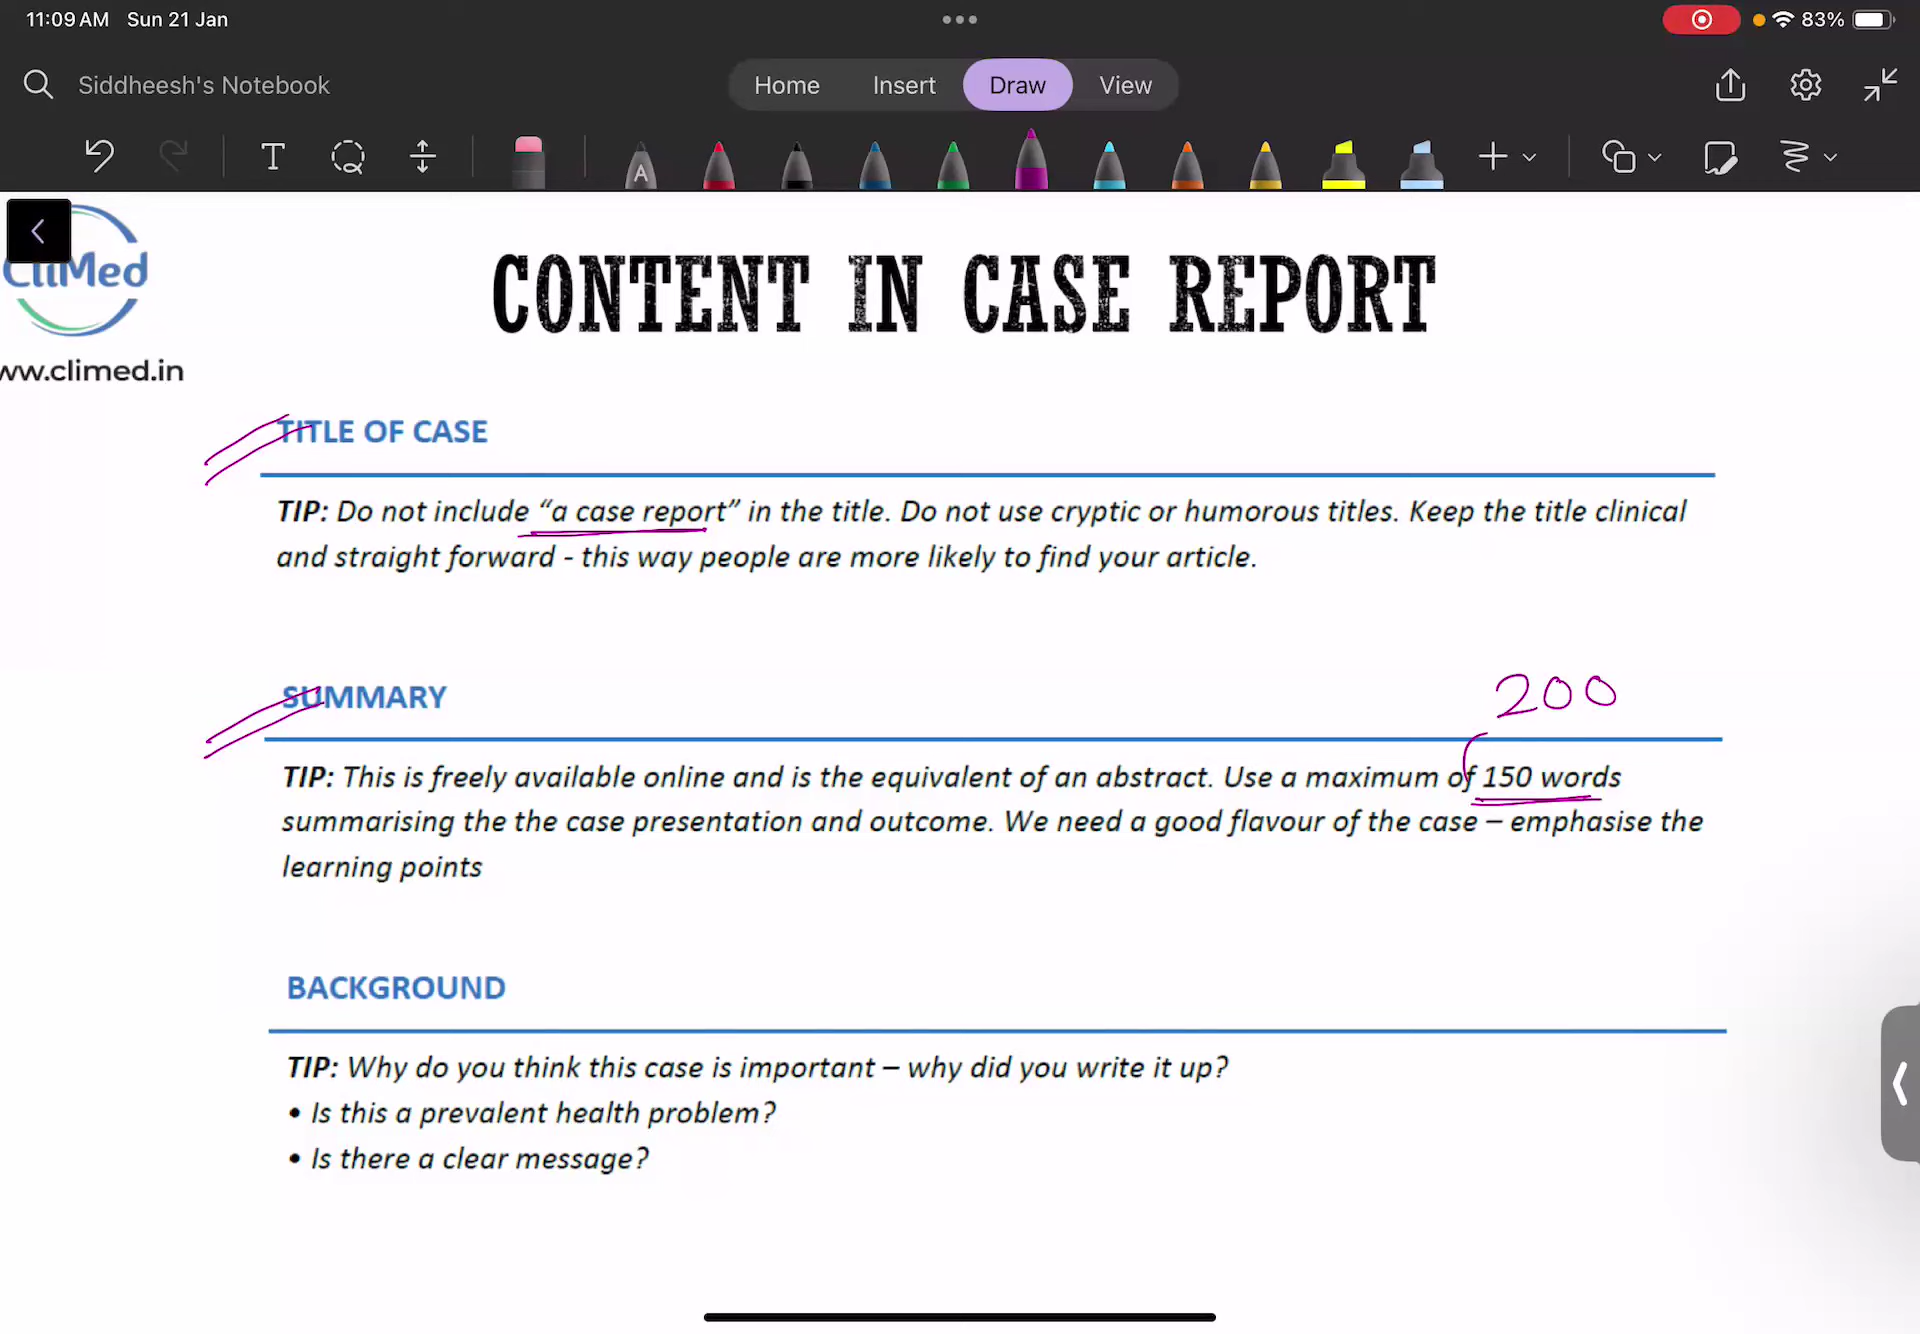 11:09 AM Sun 21 Jan
83%
Siddheesh's Notebook
Home Insert Draw View
T
A
CliMed
ww.climed.in
CONTENT IN CASE REPORT
TITLE OF CASE
TIP: Do not include “a case report” in the title. Do not use cryptic or humorous titles. Keep the title clinical
and straight forward - this way people are more likely to find your article.
SUMMARY
200
TIP: This is freely available online and is the equivalent of an abstract. Use a maximum of 150 words
summarising the the case presentation and outcome. We need a good flavour of the case – emphasise the
learning points
BACKGROUND
TIP: Why do you think this case is important – why did you write it up?
• Is this a prevalent health problem?
• Is there a clear message?